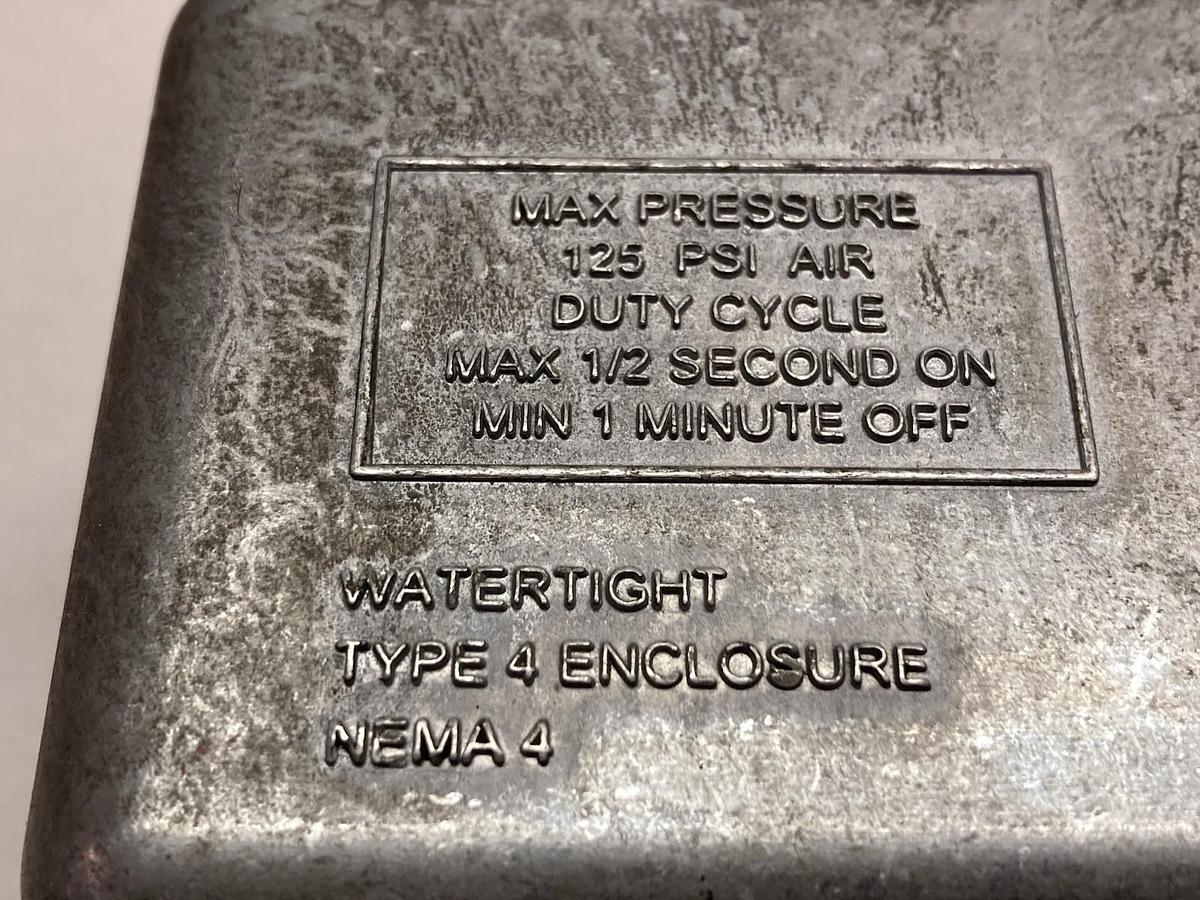 MAX PRESSURE
125 PSI AIR
DUTY CYCLE
MAX 1/2 SECOND ON
MIN 1 MINUTE OFF
WATERTIGHT
TYPE 4 ENCLOSURE
NEMA 4